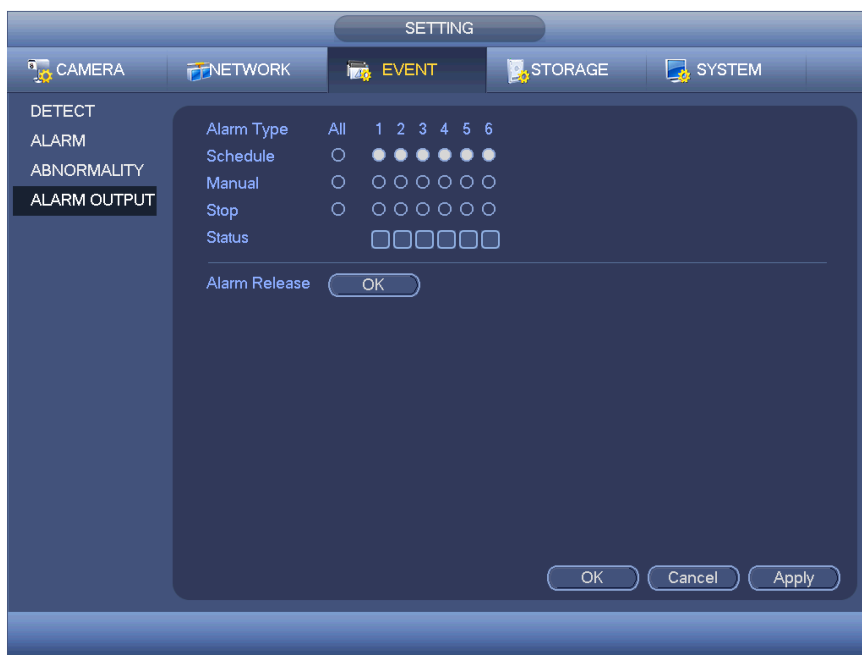 SETTING
CAMERA NETWORK EVENT STORAGE SYSTEM
DETECT
ALARM
ABNORMALITY
ALARM OUTPUT
Alarm Type All 1 2 3 4 5 6
Schedule
Manual
Stop
Status
Alarm Release OK
OK Cancel Apply